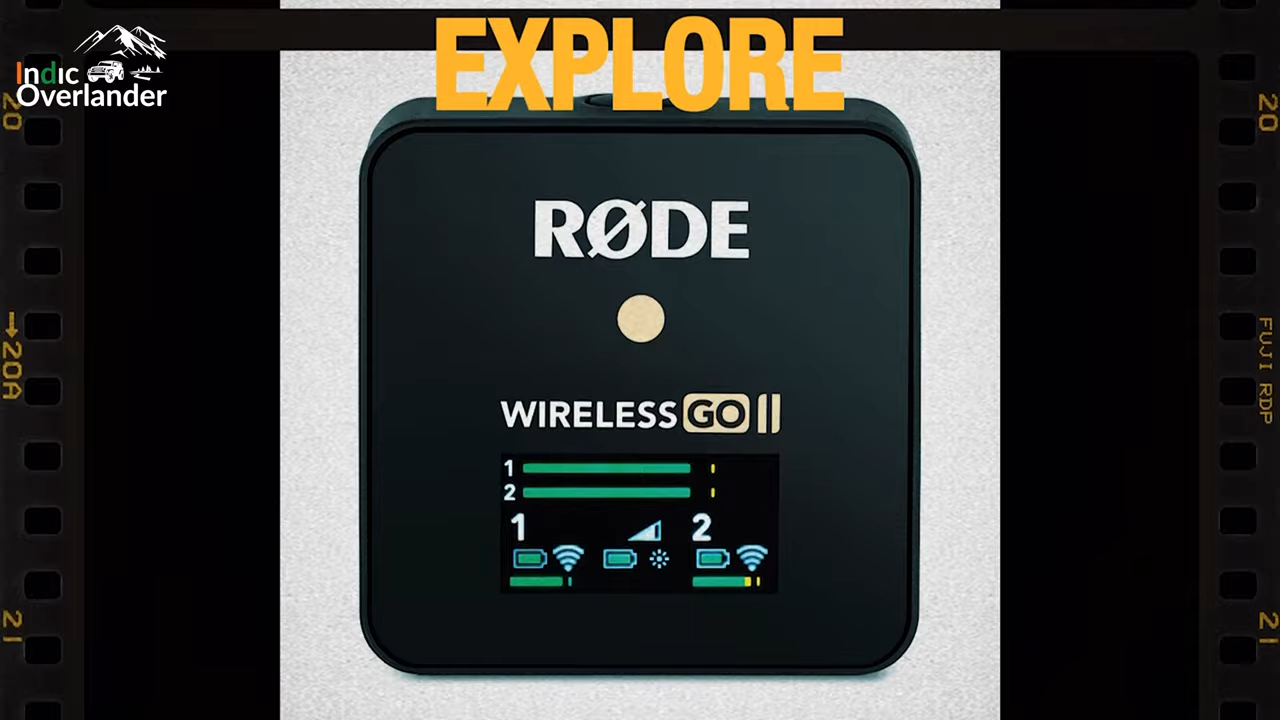 EXPLORE
Indic
Overlander
20
20
RØDE
→20A
FUJI RDP
WIRELESS GO II
1
2
1 2
21
21